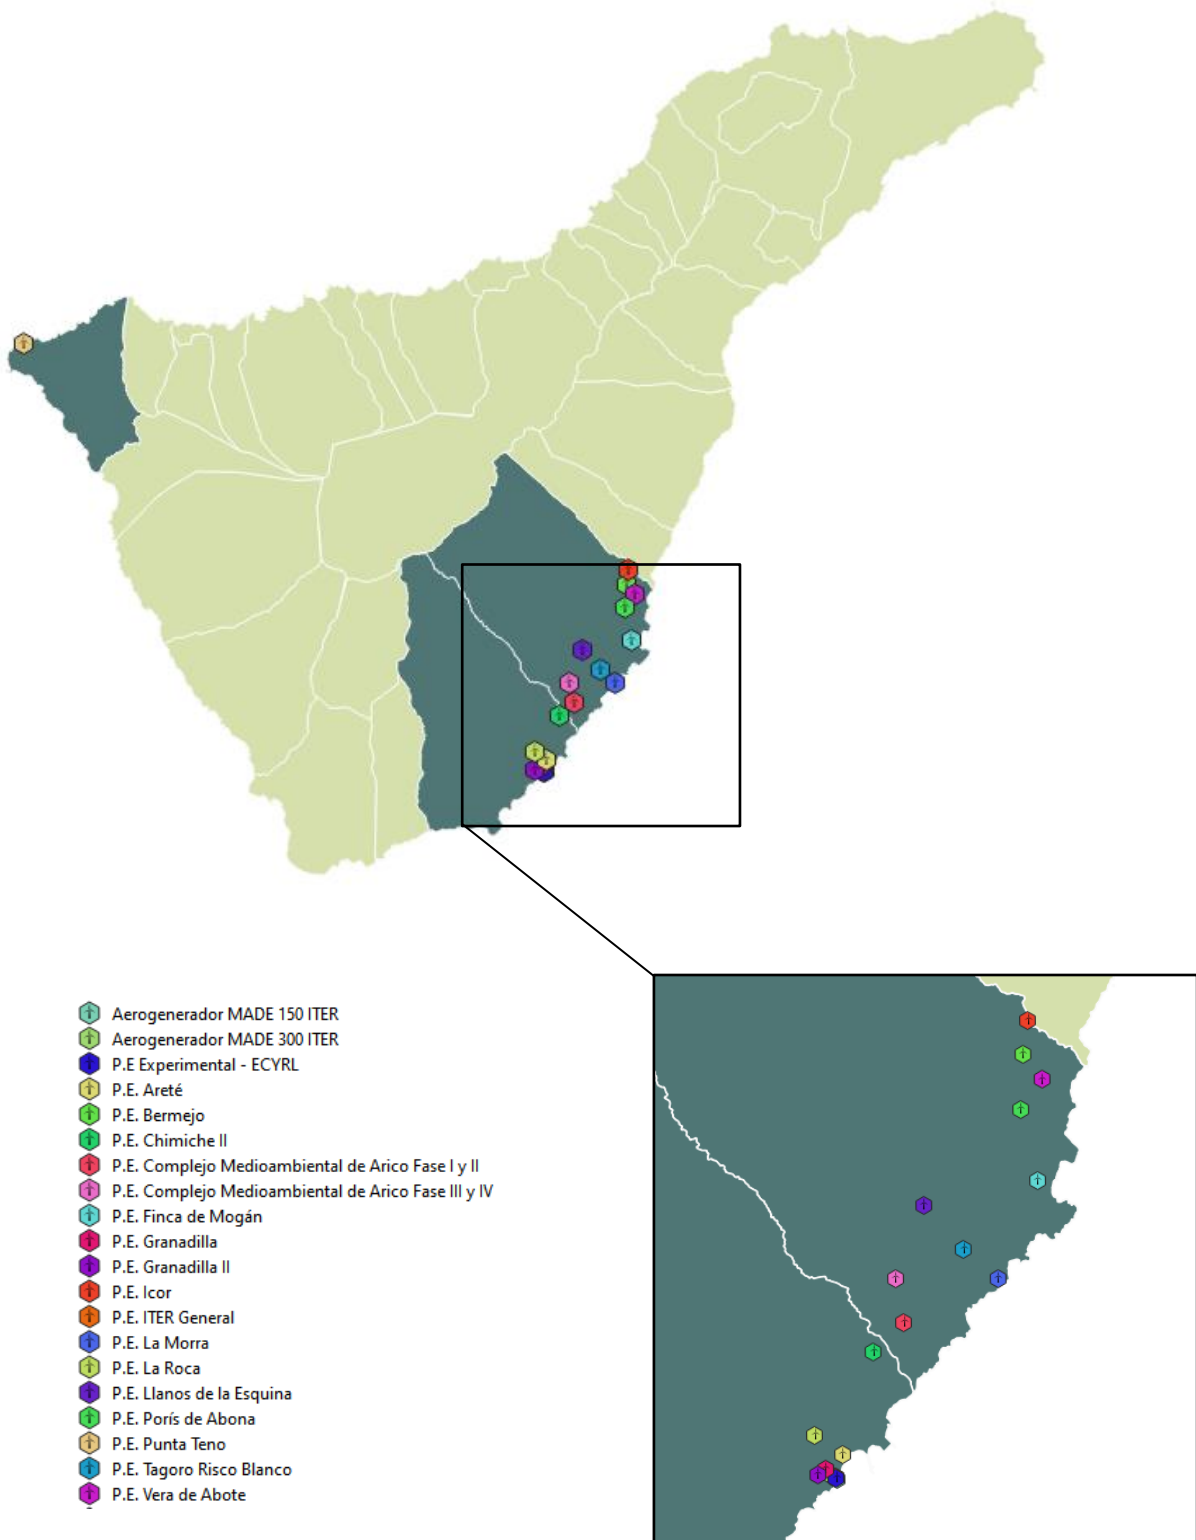 Aerogenerador MADE 150 ITER
Aerogenerador MADE 300 ITER
P.E Experimental - ECYRL
P.E. Areté
P.E. Bermejo
P.E. Chimiche II
P.E. Complejo Medioambiental de Arico Fase I y II
P.E. Complejo Medioambiental de Arico Fase III y IV
P.E. Finca de Mogán
P.E. Granadilla
P.E. Granadilla II
P.E. Icor
P.E. ITER General
P.E. La Morra
P.E. La Roca
P.E. Llanos de la Esquina
P.E. Porís de Abona
P.E. Punta Teno
P.E. Tagoro Risco Blanco
P.E. Vera de Abote